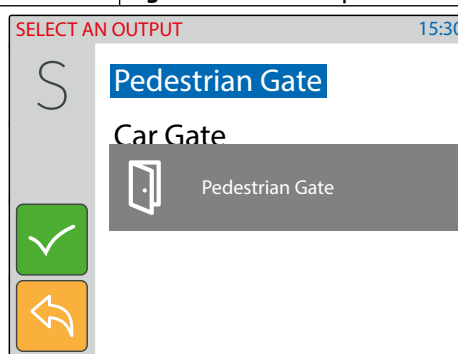 SELECT AN OUTPUT 15:30
S
Pedestrian Gate
Car Gate
Pedestrian Gate